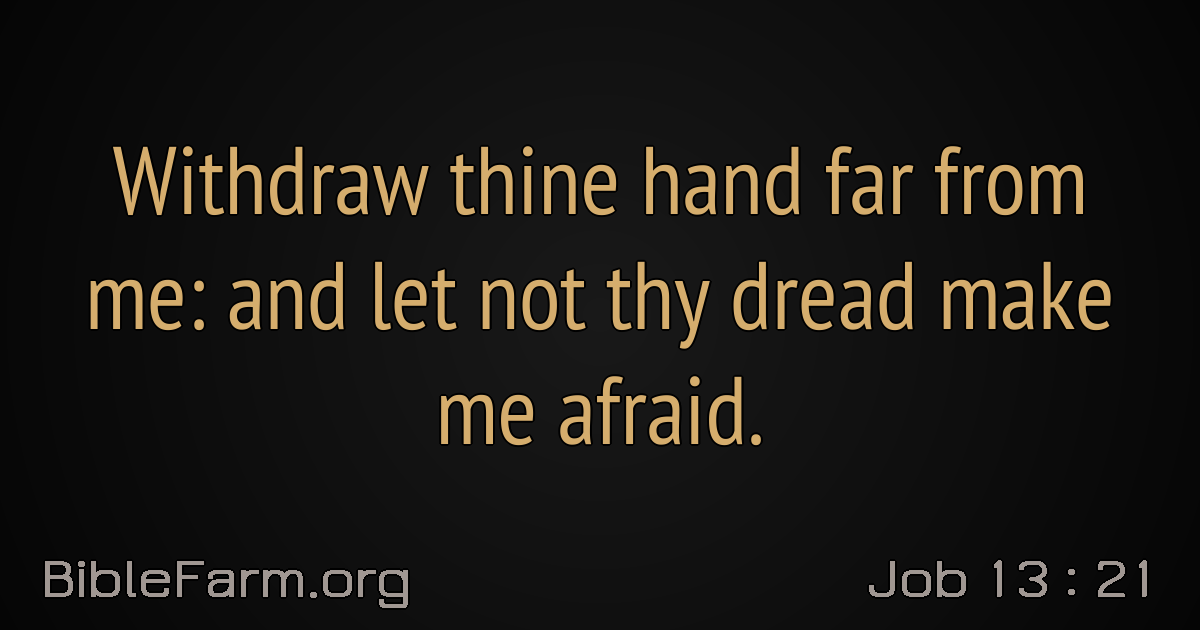 Withdraw thine hand far from
me: and let not thy dread make
me afraid.
BibleFarm.org
Job 13 : 21